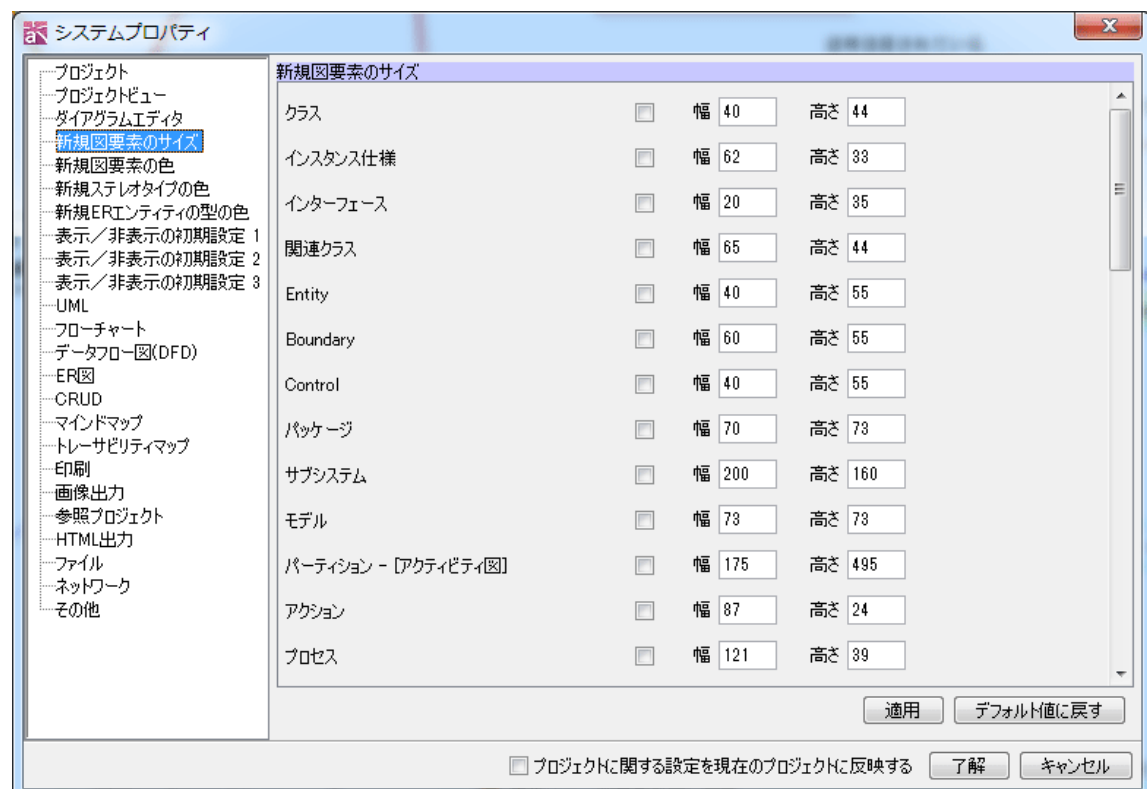 システムプロパティ
プロジェクト
プロジェクトビュー
ダイアグラムエディタ
新規図要素のサイズ
新規図要素の色
新規ステレオタイプの色
新規ERエンティティの型の色
表示／非表示の初期設定 1
表示／非表示の初期設定 2
表示／非表示の初期設定 3
UML
フローチャート
データフロー図(DFD)
ER図
CRUD
マインドマップ
トレーサビリティマップ
印刷
画像出力
参照プロジェクト
HTML出力
ファイル
ネットワーク
その他
新規図要素のサイズ
クラス 幅 40 高さ 44
インスタンス仕様 幅 62 高さ 33
インターフェース 幅 20 高さ 35
関連クラス 幅 65 高さ 44
Entity 幅 40 高さ 55
Boundary 幅 60 高さ 55
Control 幅 40 高さ 55
パッケージ 幅 70 高さ 73
サブシステム 幅 200 高さ 160
モデル 幅 73 高さ 73
パーティション - [アクティビティ図] 幅 175 高さ 495
アクション 幅 87 高さ 24
プロセス 幅 121 高さ 39
適用 デフォルト値に戻す
プロジェクトに関する設定を現在のプロジェクトに反映する 了解 キャンセル